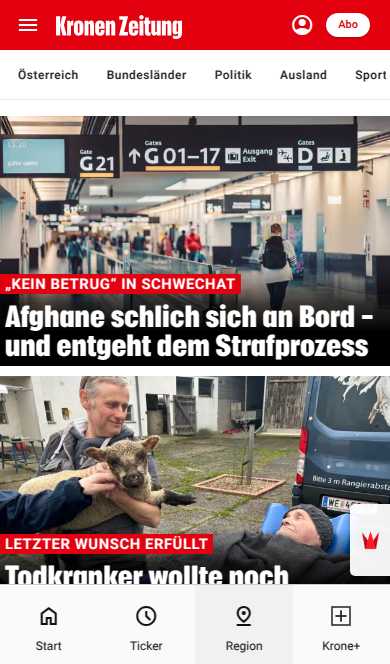 Kronen Zeitung
Abo
Österreich
Bundesländer
Politik
Ausland
Sport
Gate
G 21
Gates
G 01–17
Ausgang
Exit
Gates
D
„KEIN BETRUG“ IN SCHWECHAT
Afghane schlich sich an Bord –
und entgeht dem Strafprozess
Bitte 3 m Rangierabsta
LETZTER WUNSCH ERFÜLLT
Todkranker wollte noch
Start
Ticker
Region
Krone+